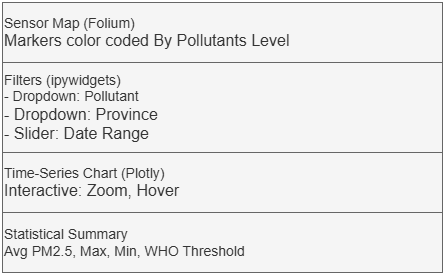 Sensor Map (Folium)
Markers color coded By Pollutants Level
Filters (ipywidgets)
- Dropdown: Pollutant
- Dropdown: Province
- Slider: Date Range
Time-Series Chart (Plotly)
Interactive: Zoom, Hover
Statistical Summary
Avg PM2.5, Max, Min, WHO Threshold